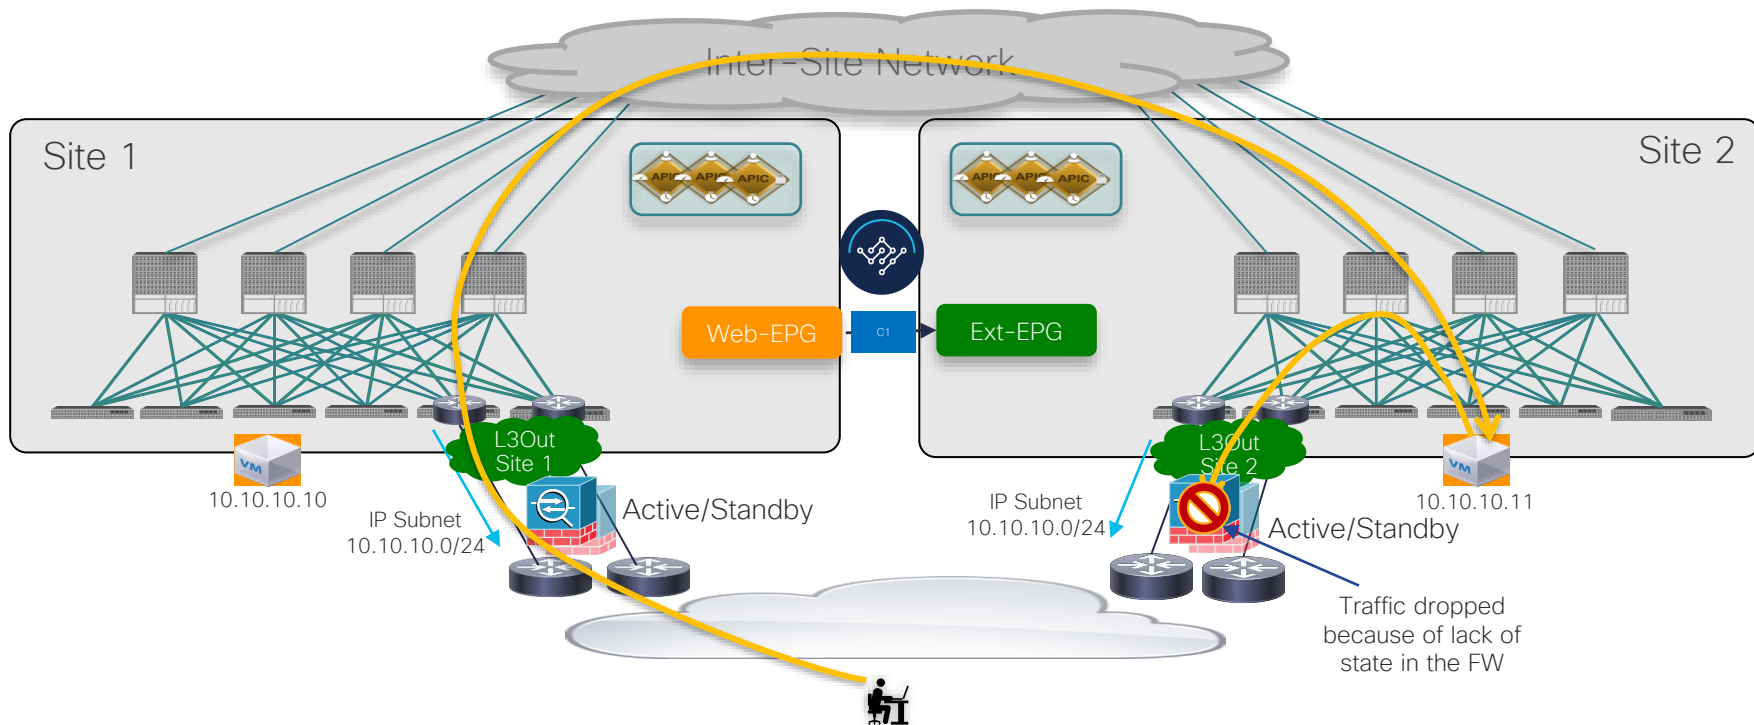 Inter-Site Network
Site 1
Site 2
APIC
APIC
APIC
APIC
APIC
APIC
Web-EPG
C1
Ext-EPG
L3Out
Site 1
L3Out
Site 2
VM
10.10.10.10
VM
10.10.10.11
IP Subnet
10.10.10.0/24
Active/Standby
IP Subnet
10.10.10.0/24
Active/Standby
Traffic dropped
because of lack of
state in the FW